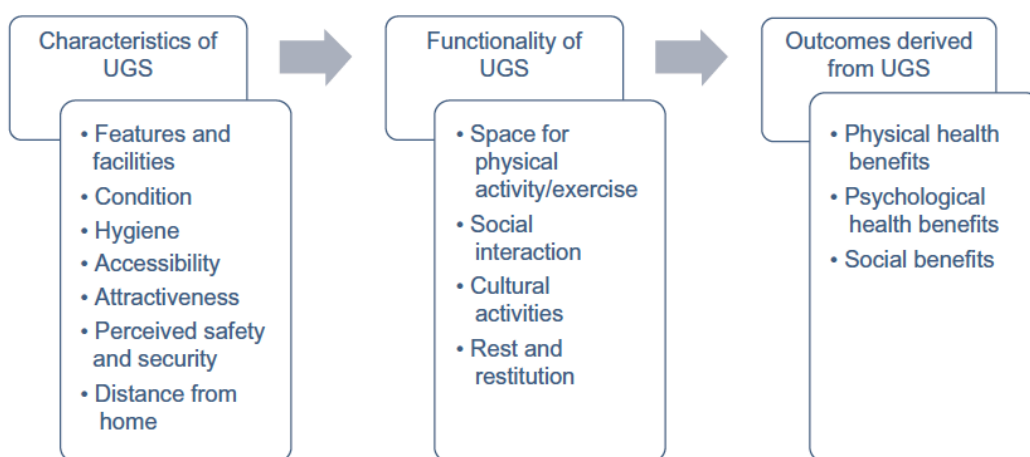 Characteristics of
UGS
• Features and
facilities
• Condition
• Hygiene
• Accessibility
• Attractiveness
• Perceived safety
and security
• Distance from
home
Functionality of
UGS
• Space for
physical
activity/exercise
• Social
interaction
• Cultural
activities
• Rest and
restitution
Outcomes derived
from UGS
• Physical health
benefits
• Psychological
health benefits
• Social benefits